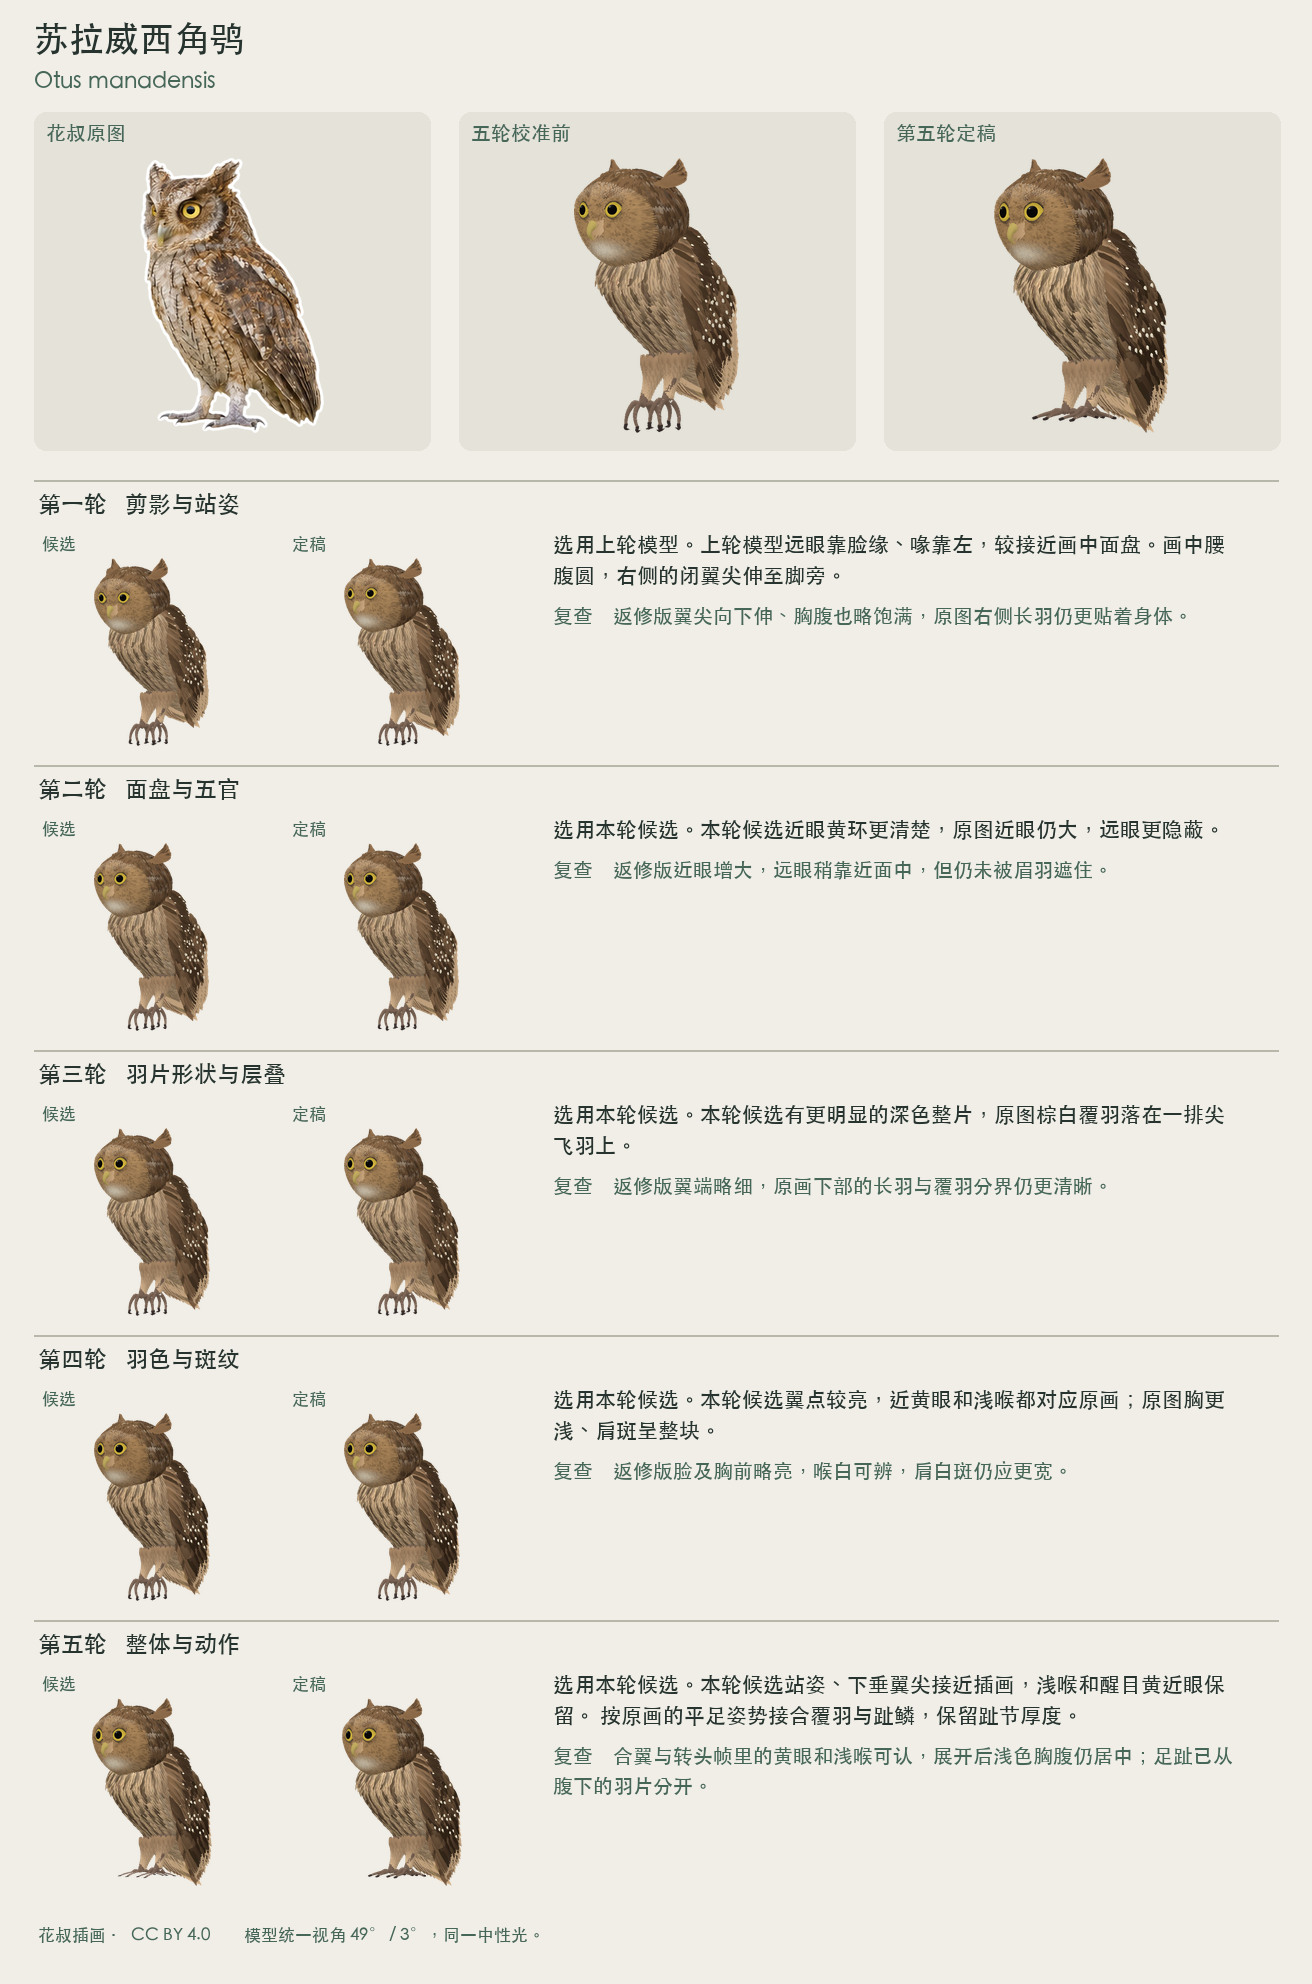 苏拉威西角鸮
Otus manadensis
花叔原图
五轮校准前
第五轮定稿
第一轮 剪影与站姿
候选
定稿
选用上轮模型。上轮模型远眼靠脸缘、喙靠左，较接近画中面盘。画中腰
腹圆，右侧的闭翼尖伸至脚旁。
复查 返修版翼尖向下伸、胸腹也略饱满，原图右侧长羽仍更贴着身体。
第二轮 面盘与五官
候选
定稿
选用本轮候选。本轮候选近眼黄环更清楚，原图近眼仍大，远眼更隐蔽。
复查 返修版近眼增大，远眼稍靠近面中，但仍未被眉羽遮住。
第三轮 羽片形状与层叠
候选
定稿
选用本轮候选。本轮候选有更明显的深色整片，原图棕白覆羽落在一排尖
飞羽上。
复查 返修版翼端略细，原画下部的长羽与覆羽分界仍更清晰。
第四轮 羽色与斑纹
候选
定稿
选用本轮候选。本轮候选翼点较亮，近黄眼和浅喉都对应原画；原图胸更
浅、肩斑呈整块。
复查 返修版脸及胸前略亮，喉白可辨，肩白斑仍应更宽。
第五轮 整体与动作
候选
定稿
选用本轮候选。本轮候选站姿、下垂翼尖接近插画，浅喉和醒目黄近眼保
留。 按原画的平足姿势接合覆羽与趾鳞，保留趾节厚度。
复查 合翼与转头帧里的黄眼和浅喉可认，展开后浅色胸腹仍居中；足趾已从
腹下的羽片分开。
花叔插画 · CC BY 4.0 模型统一视角 49° / 3° ，同一中性光。